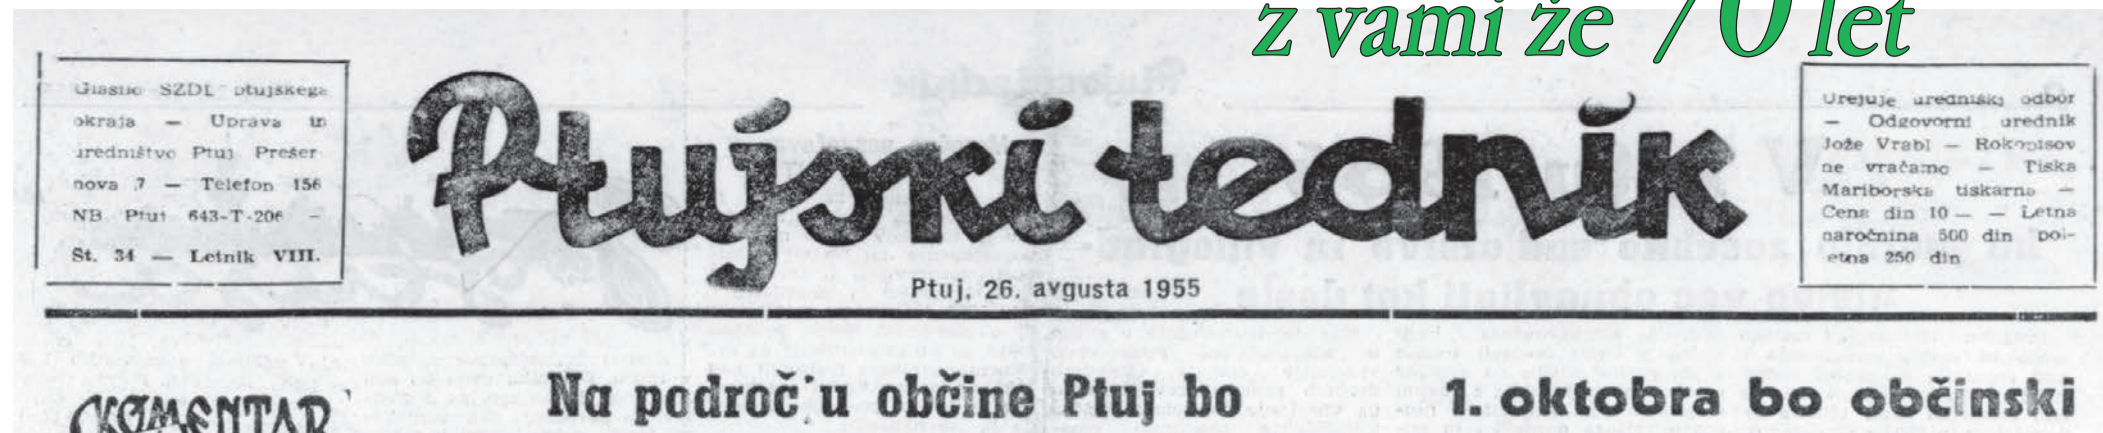 z vami že 70 let
Glasilo SZDL ptujskega
okraja — Uprava in
uredništvo Ptuj Prešer-
nova 7 — Telefon 156
NB Ptuj 643-T-206 —
Št. 34 — Letnik VIII.
Ptujski tednik
Ptuj, 26. avgusta 1955
Urejuje uredniški odbor
— Odgovorni urednik
Jože Vrabl — Rokopisov
ne vračamo — Tiska
Mariborska tiskarna —
Cena din 10 — — Letna
naročnina 500 din pol-
letna 250 din
KOMENTAR
Na področju občine Ptuj bo
1. oktobra bo občinski